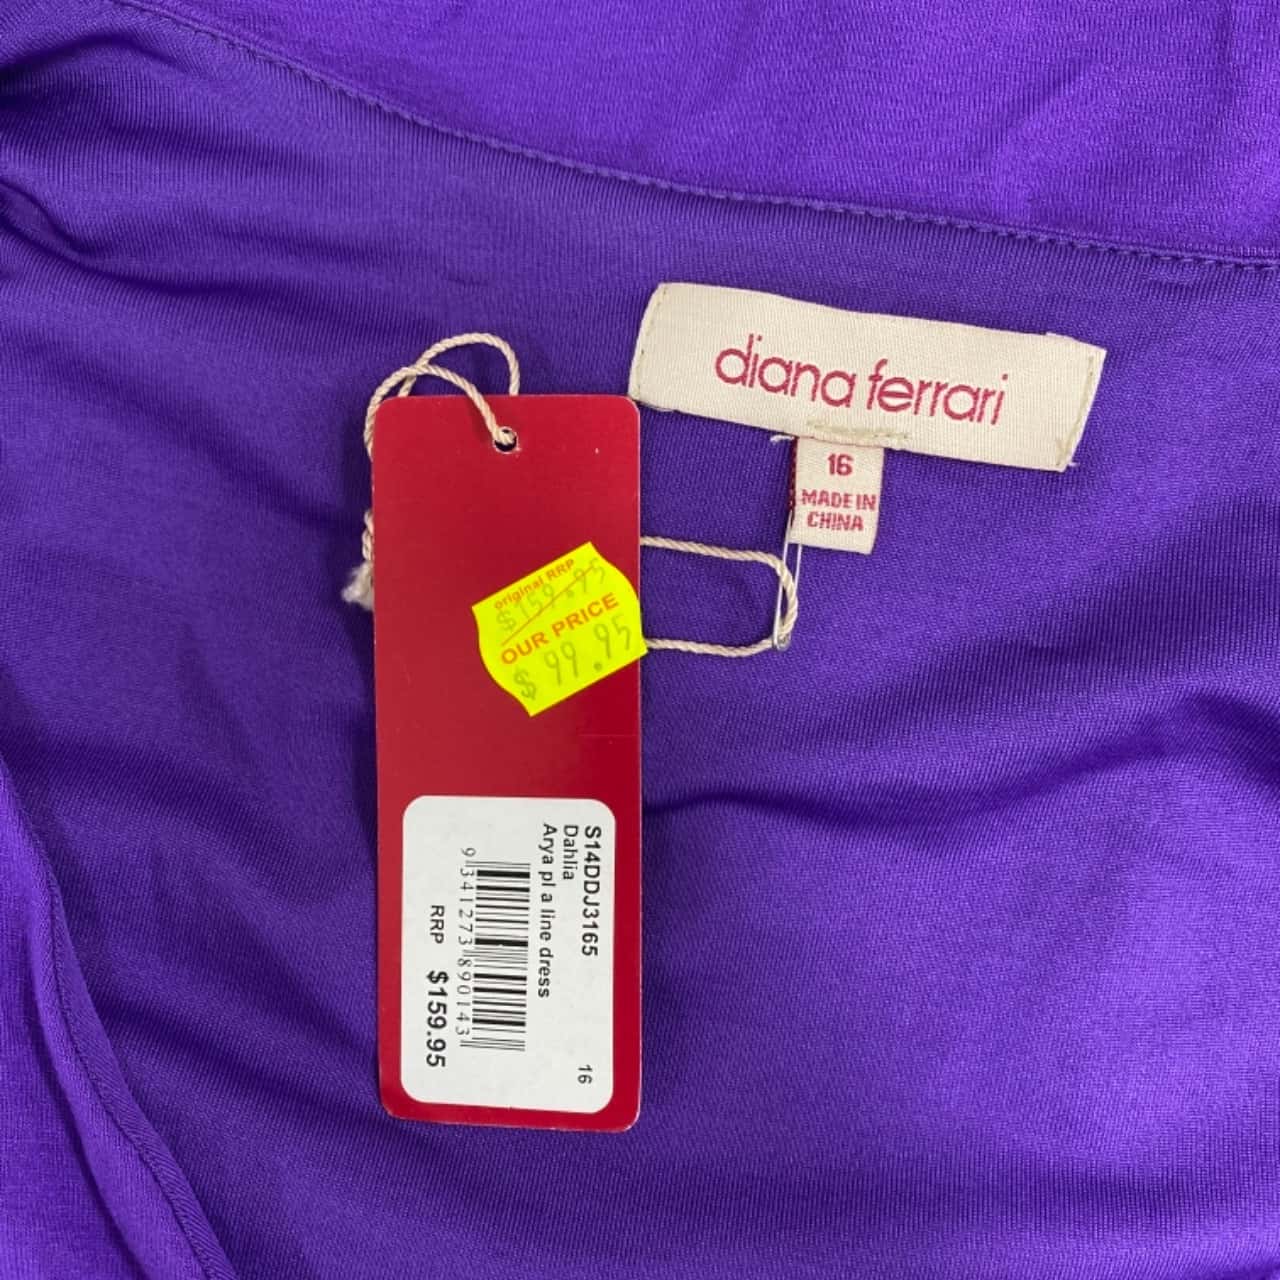 diana ferrari
16
MADE IN
CHINA
original RRP
$159.95
OUR PRICE
$99.95
S14DDJ3165
Dahlia
Arya pl a line dress
16
9341273890143
RRP $159.95